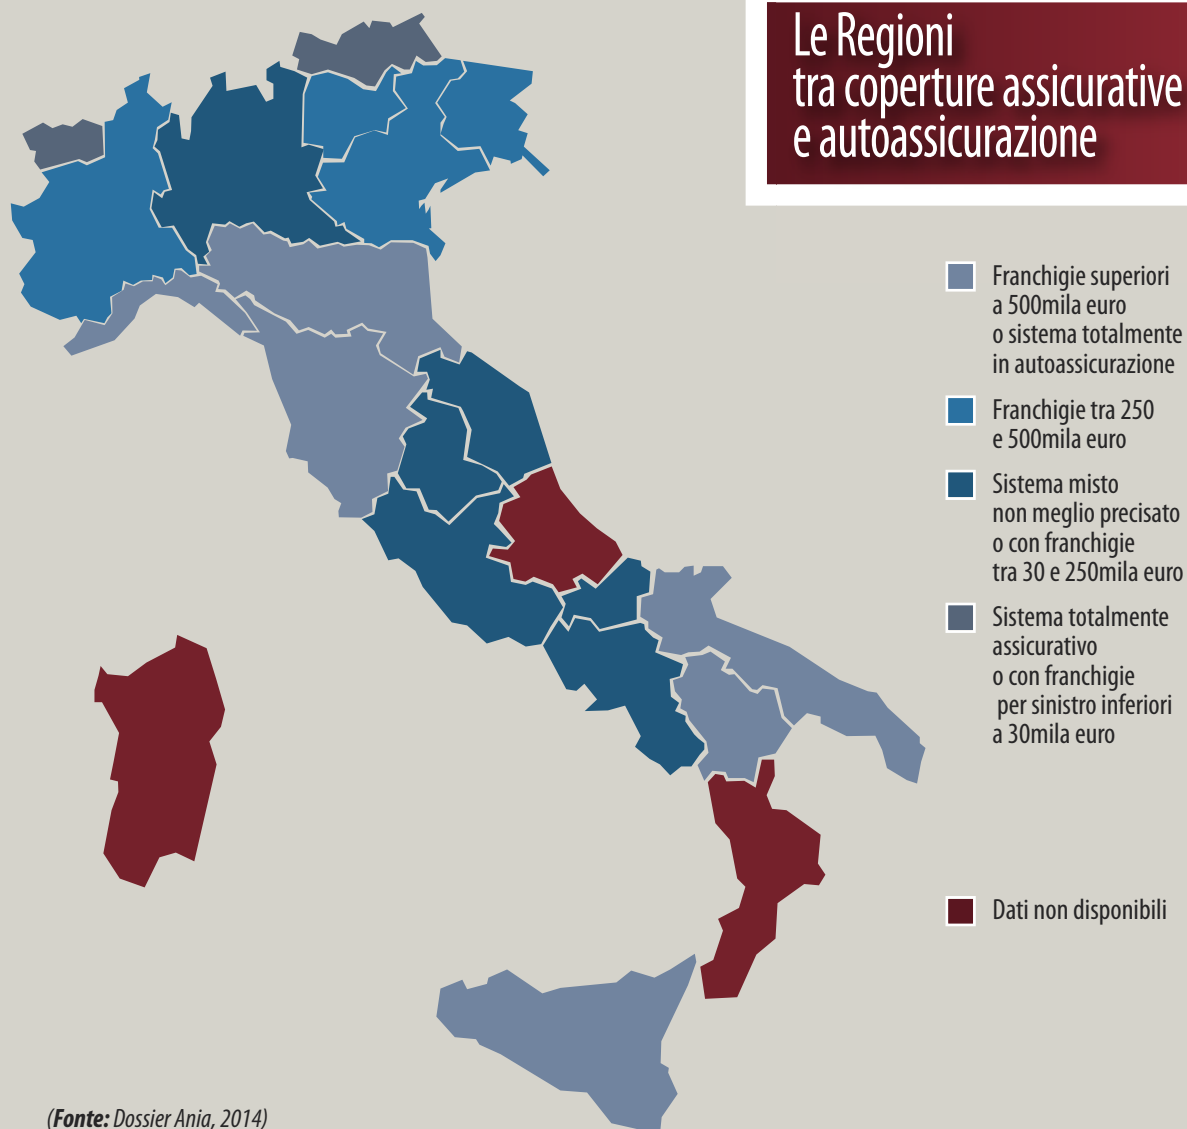 Le Regioni
tra coperture assicurative
e autoassicurazione
Franchigie superiori
a 500mila euro
o sistema totalmente
in autoassicurazione
Franchigie tra 250
e 500mila euro
Sistema misto
non meglio precisato
o con franchigie
tra 30 e 250mila euro
Sistema totalmente
assicurativo
o con franchigie
per sinistro inferiori
a 30mila euro
Dati non disponibili
(Fonte: Dossier Ania, 2014)